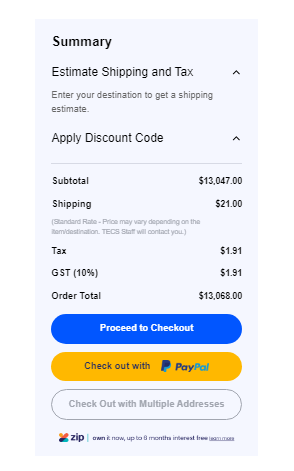 Summary
Estimate Shipping and Tax
Enter your destination to get a shipping
estimate.
Apply Discount Code
Subtotal $13,047.00
Shipping $21.00
(Standard Rate - Price may vary depending on the
item/destination. TECS Staff will contact you.)
Tax $1.91
GST (10%) $1.91
Order Total $13,068.00
Proceed to Checkout
Check out with PayPal
Check Out with Multiple Addresses
zip | own it now, up to 6 months interest free learn more